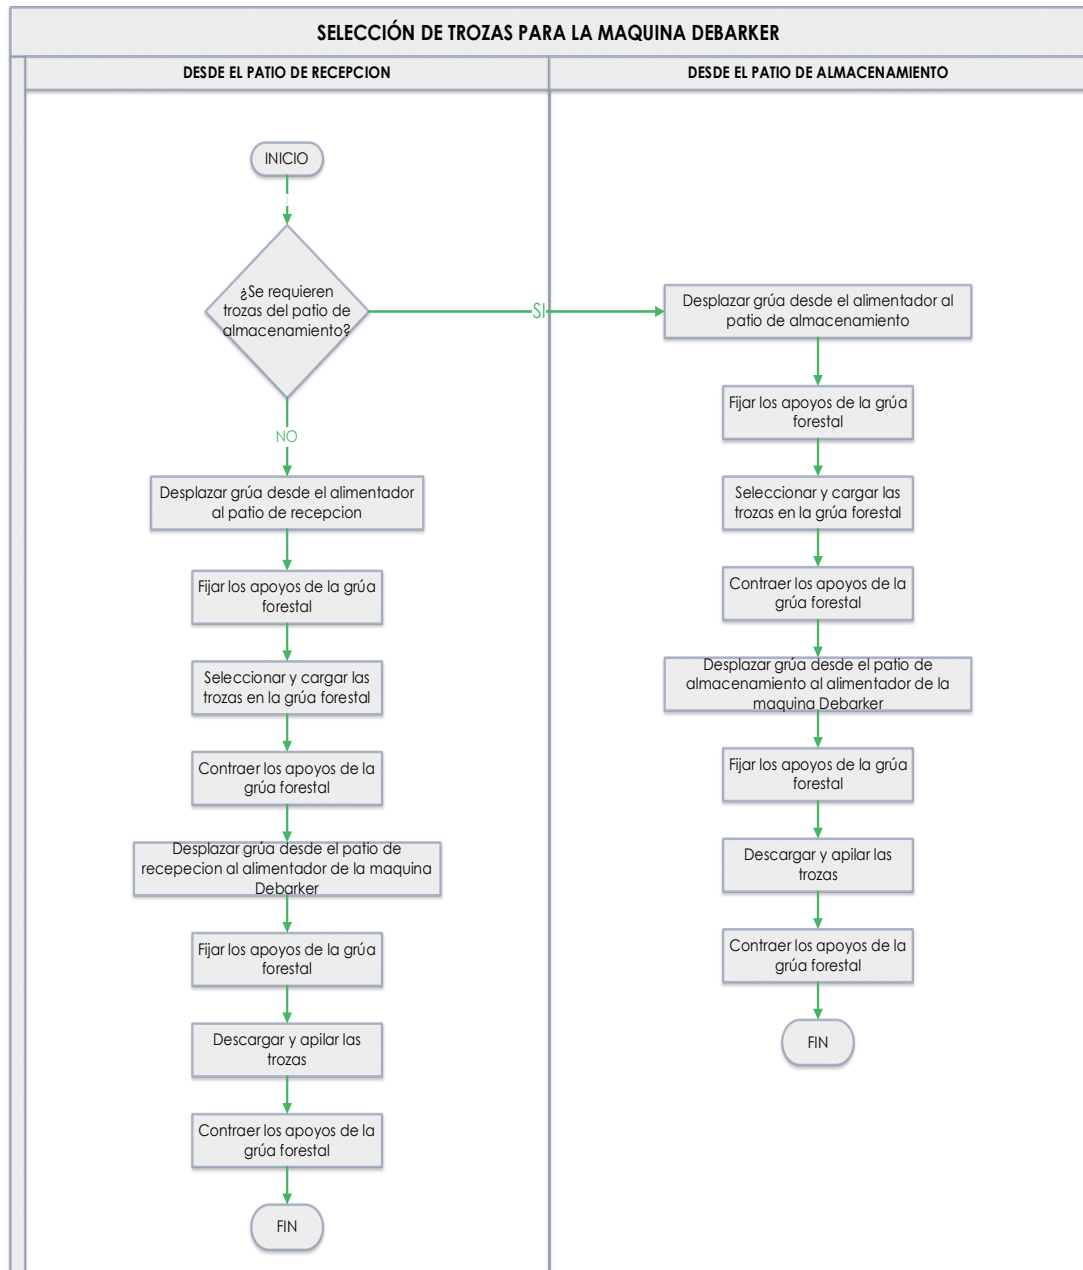 SELECCIÓN DE TROZAS PARA LA MAQUINA DEBARKER
DESDE EL PATIO DE RECEPCION
DESDE EL PATIO DE ALMACENAMIENTO
INICIO
¿Se requieren
trozas del patio de
almacenamiento?
SI
NO
Desplazar grúa desde el alimentador
al patio de recepcion
Fijar los apoyos de la grúa
forestal
Seleccionar y cargar las
trozas en la grúa forestal
Contraer los apoyos de la
grúa forestal
Desplazar grúa desde el patio de
recepecion al alimentador de la maquina
Debarker
Fijar los apoyos de la grúa
forestal
Descargar y apilar las
trozas
Contraer los apoyos de la
grúa forestal
FIN
Desplazar grúa desde el alimentador al
patio de almacenamiento
Fijar los apoyos de la grúa
forestal
Seleccionar y cargar las
trozas en la grúa forestal
Contraer los apoyos de la
grúa forestal
Desplazar grúa desde el patio de
almacenamiento al alimentador de la
maquina Debarker
Fijar los apoyos de la grúa
forestal
Descargar y apilar las
trozas
Contraer los apoyos de la
grúa forestal
FIN